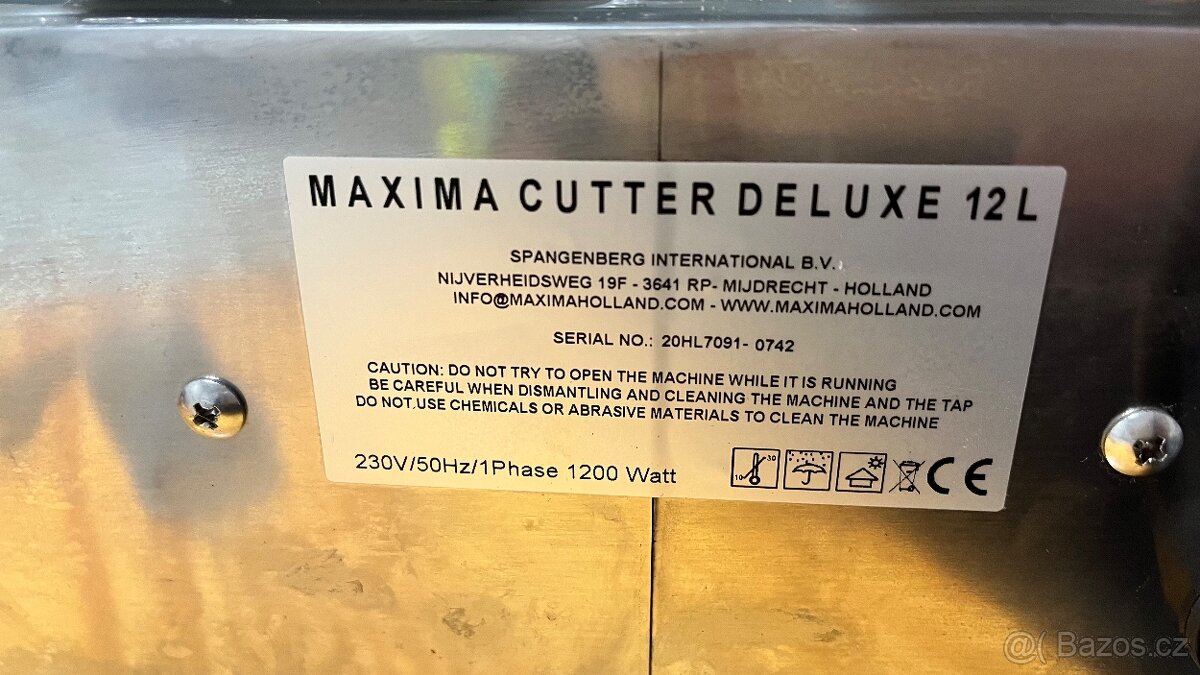 MAXIMA CUTTER DELUXE 12L
SPANGENBERG INTERNATIONAL B.V.
NIJVERHEIDSWEG 19F - 3641 RP- MIJDRECHT - HOLLAND
INFO@MAXIMAHOLLAND.COM - WWW.MAXIMAHOLLAND.COM
SERIAL NO.: 20HL7091- 0742
CAUTION: DO NOT TRY TO OPEN THE MACHINE WHILE IT IS RUNNING
BE CAREFUL WHEN DISMANTLING AND CLEANING THE MACHINE AND THE TAP
DO NOT USE CHEMICALS OR ABRASIVE MATERIALS TO CLEAN THE MACHINE
230V/50Hz/1Phase 1200 Watt
10 30
CE
@( Bazos.cz